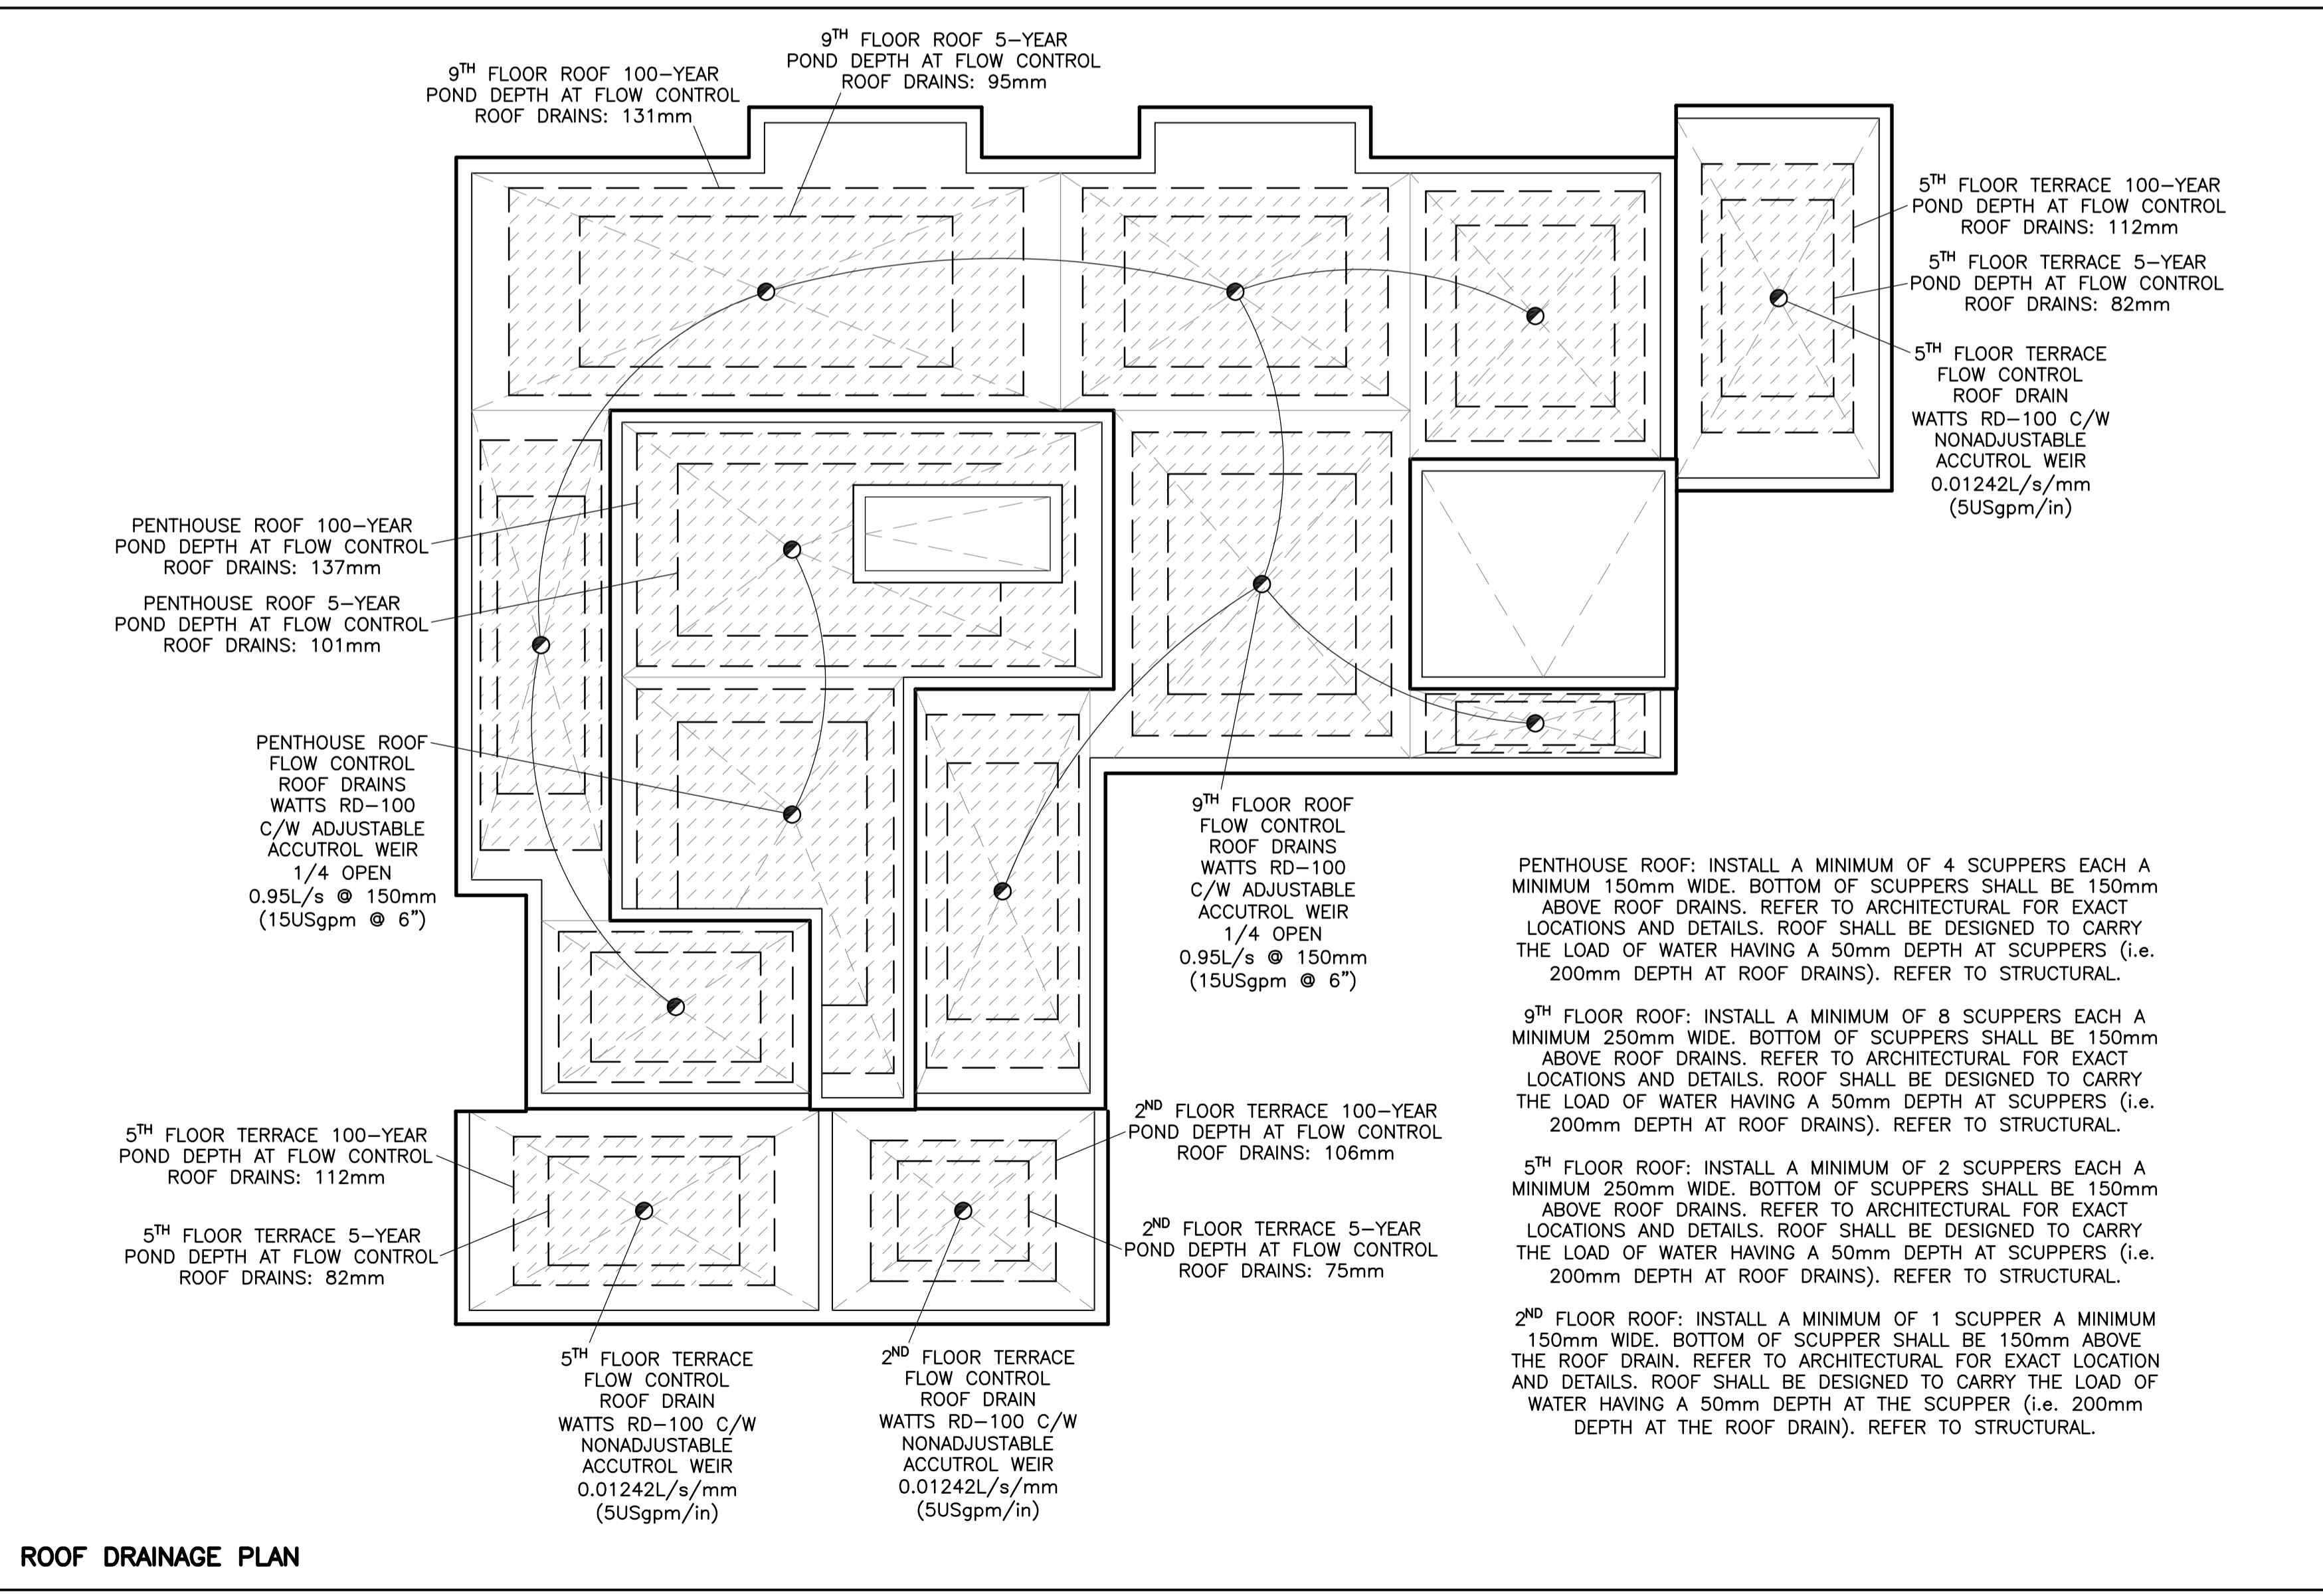 9TH FLOOR ROOF 100-YEAR
POND DEPTH AT FLOW CONTROL
ROOF DRAINS: 131mm
9TH FLOOR ROOF 5-YEAR
POND DEPTH AT FLOW CONTROL
ROOF DRAINS: 95mm
5TH FLOOR TERRACE 100-YEAR
POND DEPTH AT FLOW CONTROL
ROOF DRAINS: 112mm
5TH FLOOR TERRACE 5-YEAR
POND DEPTH AT FLOW CONTROL
ROOF DRAINS: 82mm
5TH FLOOR TERRACE
FLOW CONTROL
ROOF DRAIN
WATTS RD-100 C/W
NONADJUSTABLE
ACCUTROL WEIR
0.01242L/s/mm
(5USgpm/in)
PENTHOUSE ROOF 100-YEAR
POND DEPTH AT FLOW CONTROL
ROOF DRAINS: 137mm
PENTHOUSE ROOF 5-YEAR
POND DEPTH AT FLOW CONTROL
ROOF DRAINS: 101mm
PENTHOUSE ROOF
FLOW CONTROL
ROOF DRAINS
WATTS RD-100
C/W ADJUSTABLE
ACCUTROL WEIR
1/4 OPEN
0.95L/s @ 150mm
(15USgpm @ 6")
9TH FLOOR ROOF
FLOW CONTROL
ROOF DRAINS
WATTS RD-100
C/W ADJUSTABLE
ACCUTROL WEIR
1/4 OPEN
0.95L/s @ 150mm
(15USgpm @ 6")
PENTHOUSE ROOF: INSTALL A MINIMUM OF 4 SCUPPERS EACH A
MINIMUM 150mm WIDE. BOTTOM OF SCUPPERS SHALL BE 150mm
ABOVE ROOF DRAINS. REFER TO ARCHITECTURAL FOR EXACT
LOCATIONS AND DETAILS. ROOF SHALL BE DESIGNED TO CARRY
THE LOAD OF WATER HAVING A 50mm DEPTH AT SCUPPERS (i.e.
200mm DEPTH AT ROOF DRAINS). REFER TO STRUCTURAL.
9TH FLOOR ROOF: INSTALL A MINIMUM OF 8 SCUPPERS EACH A
MINIMUM 250mm WIDE. BOTTOM OF SCUPPERS SHALL BE 150mm
ABOVE ROOF DRAINS. REFER TO ARCHITECTURAL FOR EXACT
LOCATIONS AND DETAILS. ROOF SHALL BE DESIGNED TO CARRY
THE LOAD OF WATER HAVING A 50mm DEPTH AT SCUPPERS (i.e.
200mm DEPTH AT ROOF DRAINS). REFER TO STRUCTURAL.
5TH FLOOR ROOF: INSTALL A MINIMUM OF 2 SCUPPERS EACH A
MINIMUM 250mm WIDE. BOTTOM OF SCUPPERS SHALL BE 150mm
ABOVE ROOF DRAINS. REFER TO ARCHITECTURAL FOR EXACT
LOCATIONS AND DETAILS. ROOF SHALL BE DESIGNED TO CARRY
THE LOAD OF WATER HAVING A 50mm DEPTH AT SCUPPERS (i.e.
200mm DEPTH AT ROOF DRAINS). REFER TO STRUCTURAL.
2ND FLOOR ROOF: INSTALL A MINIMUM OF 1 SCUPPER A MINIMUM
150mm WIDE. BOTTOM OF SCUPPER SHALL BE 150mm ABOVE
THE ROOF DRAIN. REFER TO ARCHITECTURAL FOR EXACT LOCATION
AND DETAILS. ROOF SHALL BE DESIGNED TO CARRY THE LOAD OF
WATER HAVING A 50mm DEPTH AT THE SCUPPER (i.e. 200mm
DEPTH AT THE ROOF DRAIN). REFER TO STRUCTURAL.
5TH FLOOR TERRACE 100-YEAR
POND DEPTH AT FLOW CONTROL
ROOF DRAINS: 112mm
5TH FLOOR TERRACE 5-YEAR
POND DEPTH AT FLOW CONTROL
ROOF DRAINS: 82mm
2ND FLOOR TERRACE 100-YEAR
POND DEPTH AT FLOW CONTROL
ROOF DRAINS: 106mm
2ND FLOOR TERRACE 5-YEAR
POND DEPTH AT FLOW CONTROL
ROOF DRAINS: 75mm
5TH FLOOR TERRACE
FLOW CONTROL
ROOF DRAIN
WATTS RD-100 C/W
NONADJUSTABLE
ACCUTROL WEIR
0.01242L/s/mm
(5USgpm/in)
2ND FLOOR TERRACE
FLOW CONTROL
ROOF DRAIN
WATTS RD-100 C/W
NONADJUSTABLE
ACCUTROL WEIR
0.01242L/s/mm
(5USgpm/in)
ROOF DRAINAGE PLAN